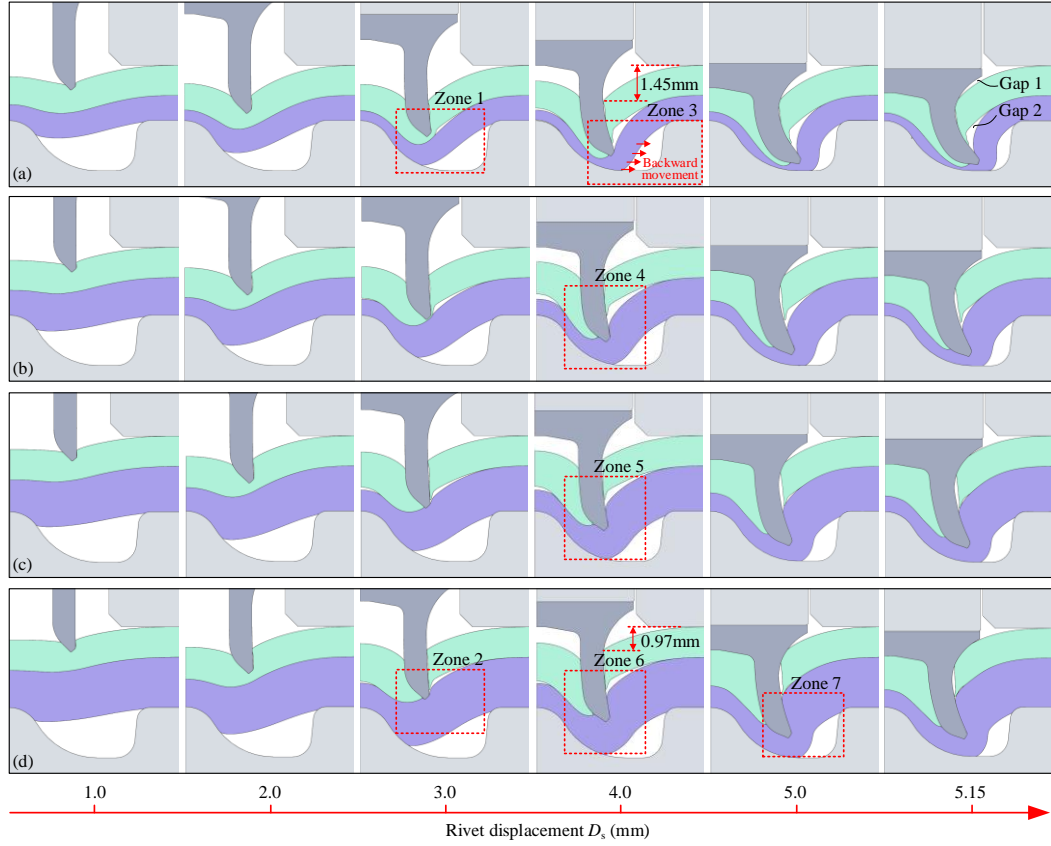 Zone 1
1.45mm
Zone 3
Backward
movement
Gap 1
Gap 2
(a)
Zone 4
(b)
Zone 5
(c)
Zone 2
0.97mm
Zone 6
Zone 7
(d)
1.0 2.0 3.0 4.0 5.0 5.15
Rivet displacement Ds (mm)